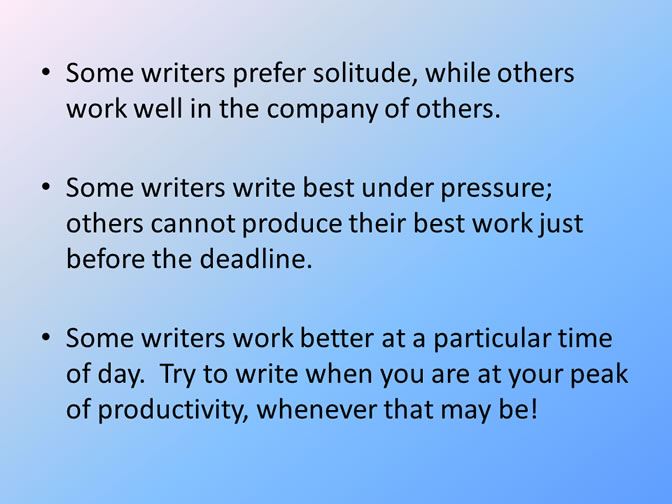 • Some writers prefer solitude, while others
work well in the company of others.
• Some writers write best under pressure;
others cannot produce their best work just
before the deadline.
• Some writers work better at a particular time
of day.  Try to write when you are at your peak
of productivity, whenever that may be!